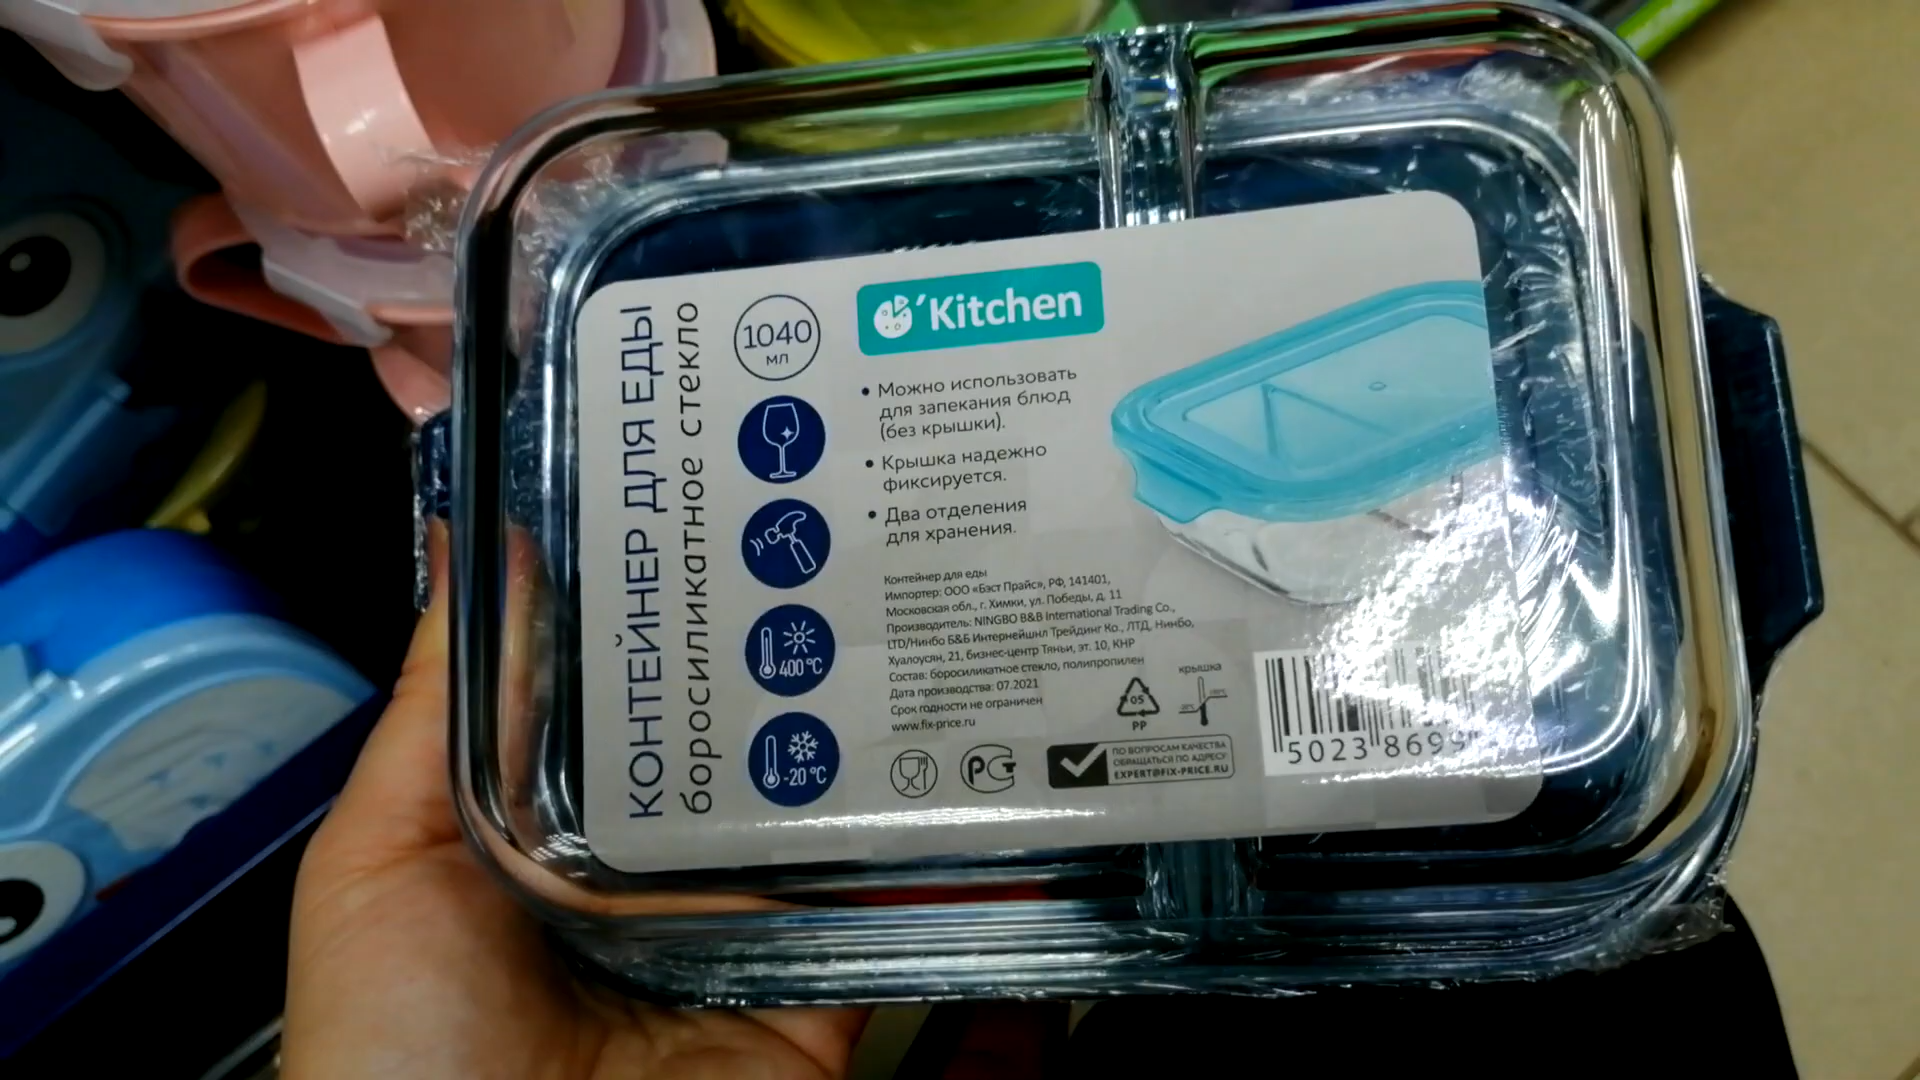 КОНТЕЙНЕР ДЛЯ ЕДЫ
боросиликатное стекло
1040
мл
400 °C
-20 °C
'Kitchen
• Можно использовать
для запекания блюд
(без крышки).
• Крышка надежно
фиксируется.
• Два отделения
для хранения.
Контейнер для еды
Импортер: ООО «Бэст Прайс», РФ, 141401,
Московская обл., г. Химки, ул. Победы, д. 11
Производитель: NINGBO B&B International Trading Co.,
LTD/Нинбо Б&Б Интернейшнл Трейдинг Ко., ЛТД, Нинбо,
Хуалоусян, 21, бизнес-центр Тяньи, эт. 10, КНР
Состав: боросиликатное стекло, полипропилен
Дата производства: 07.2021
Срок годности не ограничен
www.fix-price.ru
05
PP
крышка
РСТ
ПО ВОПРОСАМ КАЧЕСТВА
ОБРАЩАТЬСЯ ПО АДРЕСУ:
EXPERT@FIX-PRICE.RU
5023 8699